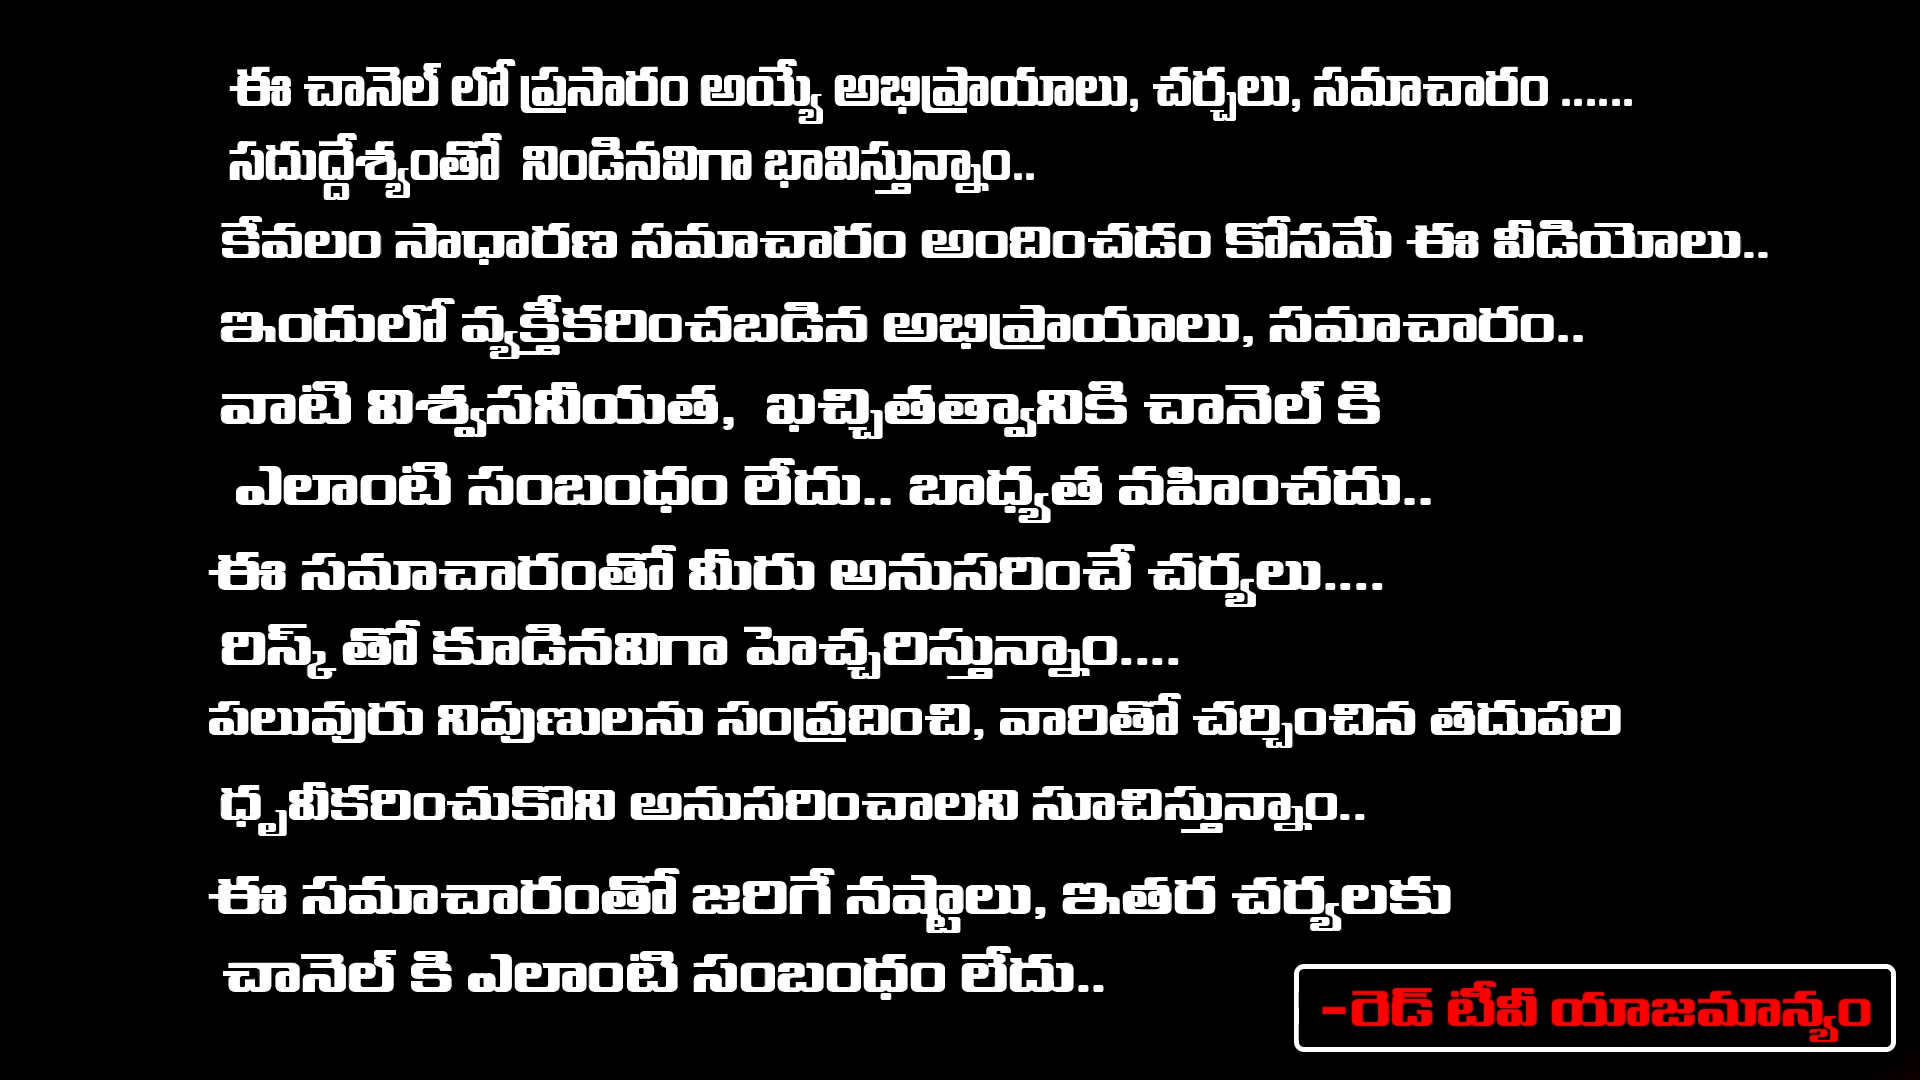 ఈ చానెల్ లో ప్రసారం అయ్యే అభిప్రాయాలు, చర్చలు, సమాచారం ......
సదుద్దేశ్యంతో నిండినవిగా భావిస్తున్నాం..
కేవలం సాధారణ సమాచారం అందించడం కోసమే ఈ వీడియోలు..
ఇందులో వ్యక్తీకరించబడిన అభిప్రాయాలు, సమాచారం..
వాటి విశ్వసనీయత, ఖచ్చితత్వానికి చానెల్ కి
ఎలాంటి సంబంధం లేదు.. బాధ్యత వహించదు..
ఈ సమాచారంతో మీరు అనుసరించే చర్యలు....
రిస్క్ తో కూడినవిగా హెచ్చరిస్తున్నాం....
పలువురు నిపుణులను సంప్రదించి, వారితో చర్చించిన తదుపరి
ధృవీకరించుకొని అనుసరించాలని సూచిస్తున్నాం..
ఈ సమాచారంతో జరిగే నష్టాలు, ఇతర చర్యలకు
చానెల్ కి ఎలాంటి సంబంధం లేదు..
-రెడ్ టీవీ యాజమాన్యం